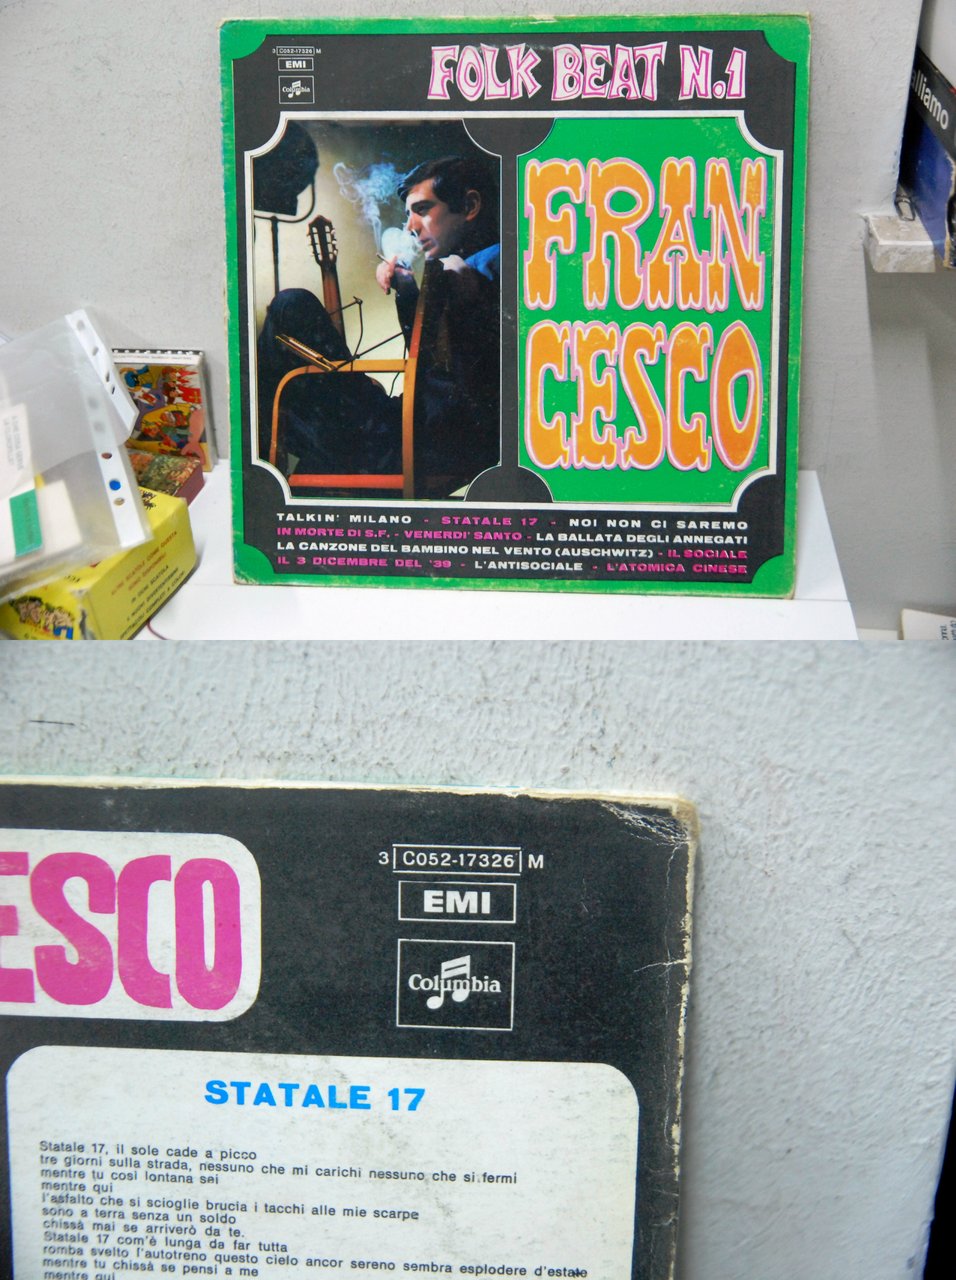 3 C052-17326 M
EMI
Columbia
FOLK BEAT N.1
FRAN
CESCO
TALKIN' MILANO - STATALE 17 - NOI NON CI SAREMO
IN MORTE DI S.F. - VENERDI' SANTO - LA BALLATA DEGLI ANNEGATI
LA CANZONE DEL BAMBINO NEL VENTO (AUSCHWITZ) - IL SOCIALE
IL 3 DICEMBRE DEL '39 - L'ANTISOCIALE - L'ATOMICA CINESE
lliamo
ESCO
3 C052-17326 M
EMI
Columbia
STATALE 17
Statale 17, il sole cade a picco
tre giorni sulla strada, nessuno che mi carichi nessuno che si fermi
mentre tu così lontana sei
mentre qui
l'asfalto che si scioglie brucia i tacchi alle mie scarpe
sono a terra senza un soldo
chissà mai se arriverò da te.
Statale 17 com'è lunga da far tutta
romba svelto l'autotreno questo cielo ancor sereno sembra esplodere d'estate
mentre tu chissà se pensi a me
mentre qui